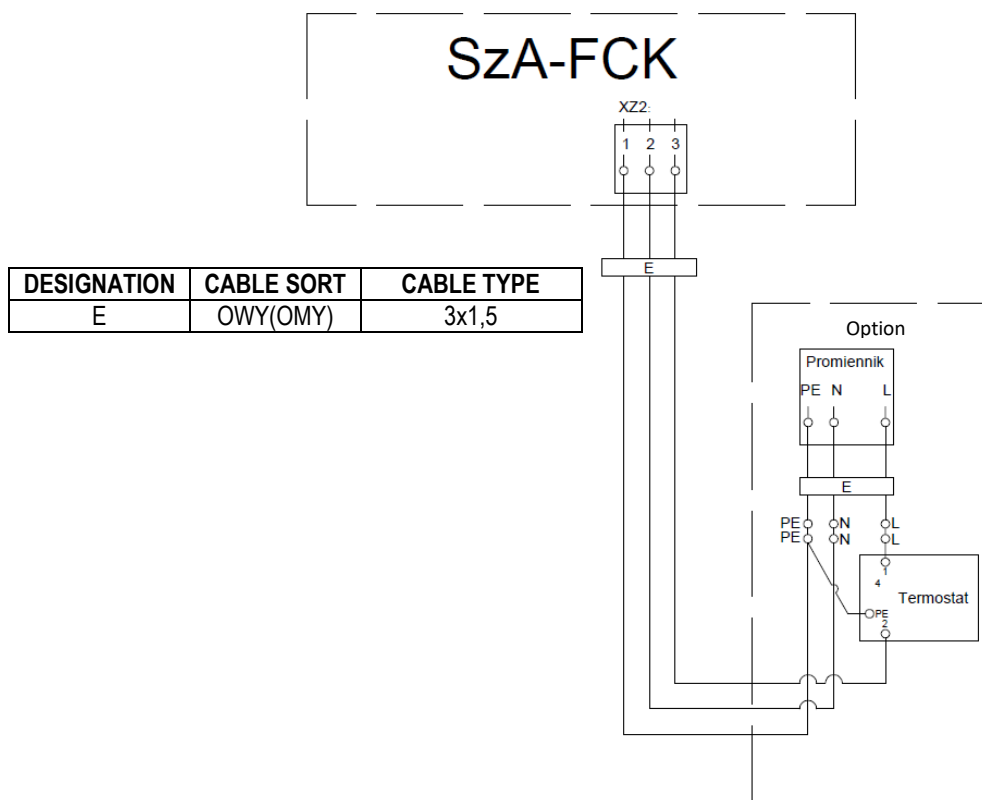 SzA-FCK
XZ2:
1 2 3
E
DESIGNATION CABLE SORT CABLE TYPE
E OWY(OMY) 3x1,5
Option
Promiennik
PE N L
E
PE N L
PE N L
1
4
Termostat
PE
2